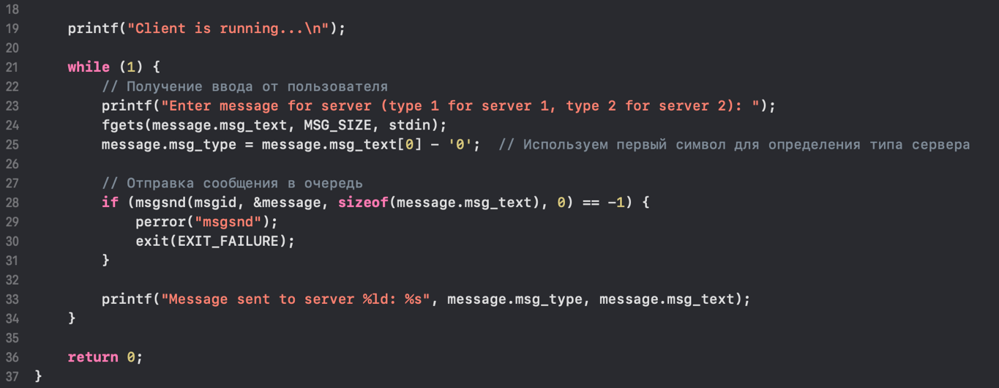 18
19     printf("Client is running...\n");
20
21     while (1) {
22         // Получение ввода от пользователя
23         printf("Enter message for server (type 1 for server 1, type 2 for server 2): ");
24         fgets(message.msg_text, MSG_SIZE, stdin);
25         message.msg_type = message.msg_text[0] - '0';  // Используем первый символ для определения типа сервера
26
27         // Отправка сообщения в очередь
28         if (msgsnd(msgid, &message, sizeof(message.msg_text), 0) == -1) {
29             perror("msgsnd");
30             exit(EXIT_FAILURE);
31         }
32
33         printf("Message sent to server %ld: %s", message.msg_type, message.msg_text);
34     }
35
36     return 0;
37 }